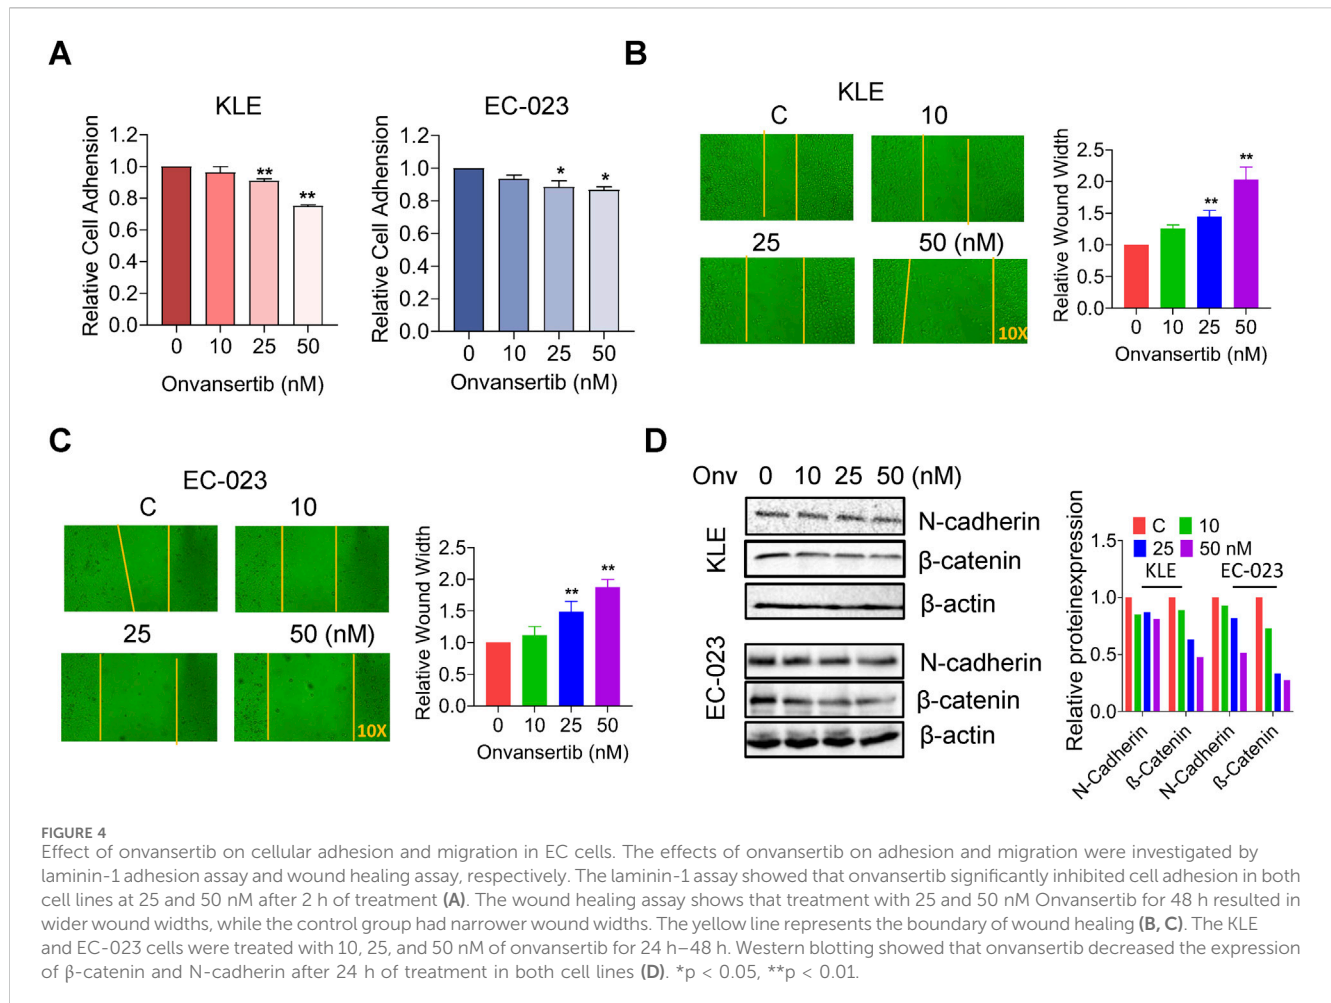 A
KLE
Relative Cell Adhension
1.2
1.0
0.8
0.6
0.4
0.2
0.0
**
**
0 10 25 50
Onvansertib (nM)
EC-023
Relative Cell Adhension
1.2
1.0
0.8
0.6
0.4
0.2
0.0
*
*
0 10 25 50
Onvansertib (nM)
B
KLE
C 10
25 50 (nM)
10X
Relative Wound Width
2.5
2.0
1.5
1.0
0.5
0.0
**
**
0 10 25 50
Onvansertib (nM)
C
EC-023
C 10
25 50 (nM)
10X
Relative Wound Width
2.5
2.0
1.5
1.0
0.5
0.0
**
**
0 10 25 50
Onvansertib (nM)
D
Onv 0 10 25 50 (nM)
KLE
N-cadherin
β-catenin
β-actin
EC-023
N-cadherin
β-catenin
β-actin
Relative proteinexpression
C 10
25 50 nM
KLE EC-023
1.5
1.0
0.5
0.0
N-Cadherin
ß-Catenin
N-Cadherin
ß-Catenin
FIGURE 4
Effect of onvansertib on cellular adhesion and migration in EC cells. The effects of onvansertib on adhesion and migration were investigated by
laminin-1 adhesion assay and wound healing assay, respectively. The laminin-1 assay showed that onvansertib significantly inhibited cell adhesion in both
cell lines at 25 and 50 nM after 2 h of treatment (A). The wound healing assay shows that treatment with 25 and 50 nM Onvansertib for 48 h resulted in
wider wound widths, while the control group had narrower wound widths. The yellow line represents the boundary of wound healing (B, C). The KLE
and EC-023 cells were treated with 10, 25, and 50 nM of onvansertib for 24 h–48 h. Western blotting showed that onvansertib decreased the expression
of β-catenin and N-cadherin after 24 h of treatment in both cell lines (D). *p < 0.05, **p < 0.01.